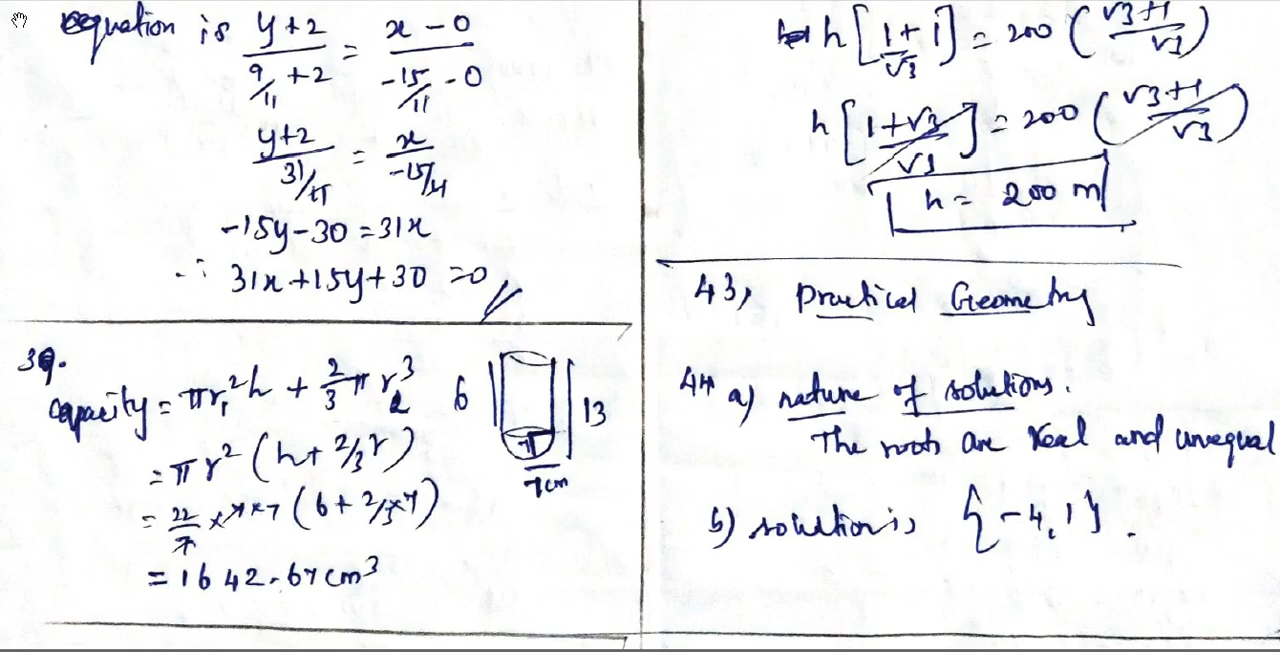 equation is (y+2)/(9/11 +2) = (x-0)/(-15/11 -0)
(y+2)/(31/11) = x/(-15/11)
-15y-30 = 31x
∴ 31x+15y+30 =0 //
39.
capacity = πr₁²h + 2/3 π r₂³
6
13
7cm
= πr² (h+ 2/3 r)
= 22/7 ×7×7 (6+ 2/3×7)
= 1642.67cm³
h [1/√3 + 1] = 200 ((√3+1)/√3)
h [(1+√3)/√3] = 200 ((√3+1)/√3)
h = 200 m
43, Practical Geometry
44 a) nature of solutions.
The roots are real and unequal
b) solution is {-4,1}.